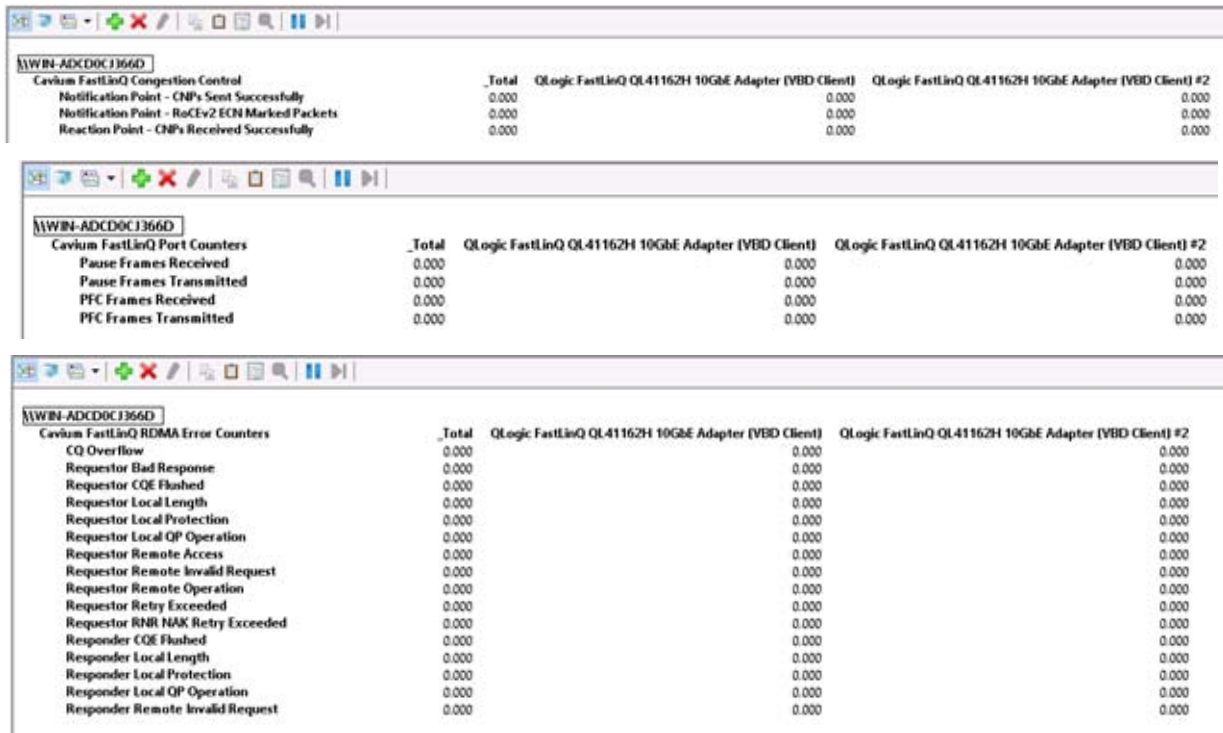 \\WIN-ADCD0CJ366D
Cavium FastLinQ Congestion Control _Total QLogic FastLinQ QL41162H 10GbE Adapter (VBD Client) QLogic FastLinQ QL41162H 10GbE Adapter (VBD Client) #2
Notification Point - CNPs Sent Successfully 0.000 0.000 0.000
Notification Point - RoCEv2 ECN Marked Packets 0.000 0.000 0.000
Reaction Point - CNPs Received Successfully 0.000 0.000 0.000
\\WIN-ADCD0CJ366D
Cavium FastLinQ Port Counters _Total QLogic FastLinQ QL41162H 10GbE Adapter (VBD Client) QLogic FastLinQ QL41162H 10GbE Adapter (VBD Client) #2
Pause Frames Received 0.000 0.000 0.000
Pause Frames Transmitted 0.000 0.000 0.000
PFC Frames Received 0.000 0.000 0.000
PFC Frames Transmitted 0.000 0.000 0.000
\\WIN-ADCD0CJ366D
Cavium FastLinQ RDMA Error Counters _Total QLogic FastLinQ QL41162H 10GbE Adapter (VBD Client) QLogic FastLinQ QL41162H 10GbE Adapter (VBD Client) #2
CQ Overflow 0.000 0.000 0.000
Requestor Bad Response 0.000 0.000 0.000
Requestor CQE Flushed 0.000 0.000 0.000
Requestor Local Length 0.000 0.000 0.000
Requestor Local Protection 0.000 0.000 0.000
Requestor Local QP Operation 0.000 0.000 0.000
Requestor Remote Access 0.000 0.000 0.000
Requestor Remote Invalid Request 0.000 0.000 0.000
Requestor Remote Operation 0.000 0.000 0.000
Requestor Retry Exceeded 0.000 0.000 0.000
Requestor RNR NAK Retry Exceeded 0.000 0.000 0.000
Responder CQE Flushed 0.000 0.000 0.000
Responder Local Length 0.000 0.000 0.000
Responder Local Protection 0.000 0.000 0.000
Responder Local QP Operation 0.000 0.000 0.000
Responder Remote Invalid Request 0.000 0.000 0.000